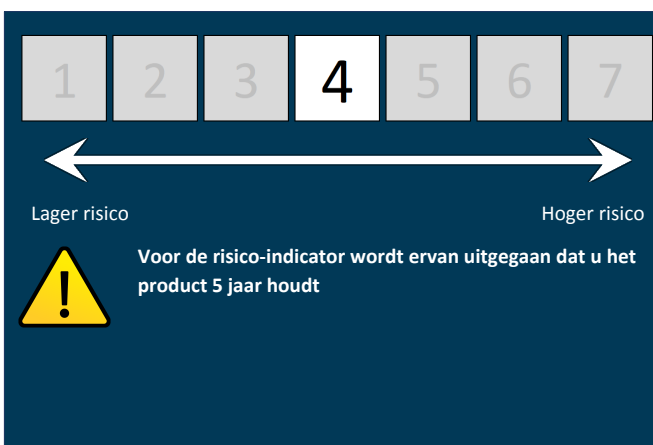 1 2 3 4 5 6 7
Lager risico Hoger risico
Voor de risico-indicator wordt ervan uitgegaan dat u het
product 5 jaar houdt